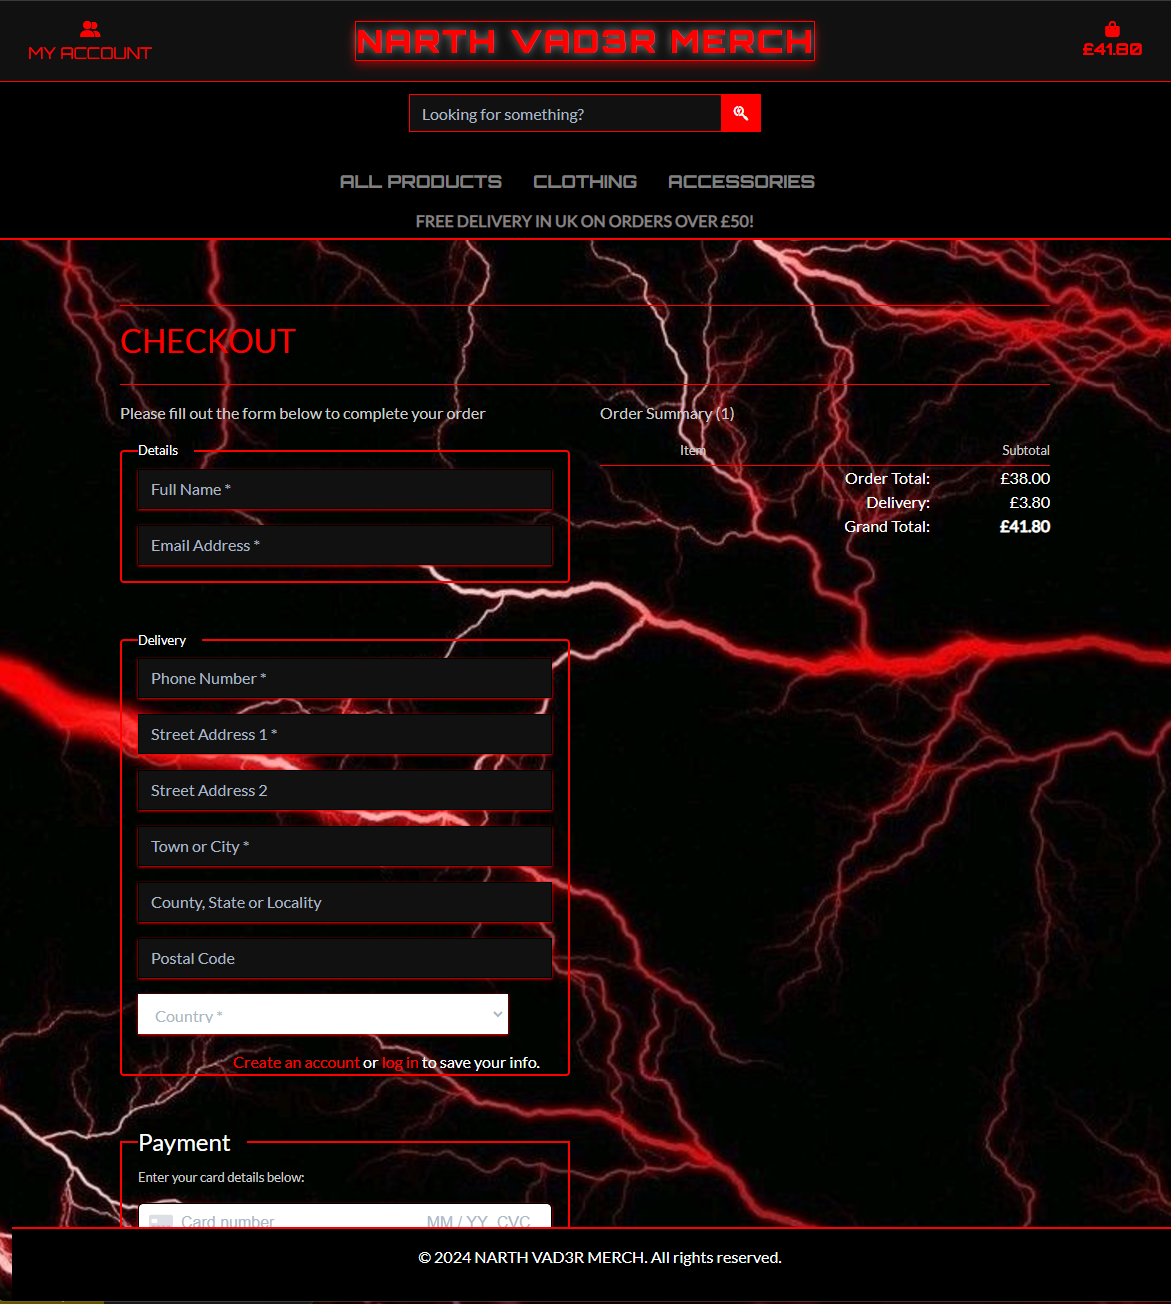 MY ACCOUNT
NARTH VAD3R MERCH
£41.80
Looking for something?
ALL PRODUCTS CLOTHING ACCESSORIES
FREE DELIVERY IN UK ON ORDERS OVER £50!
CHECKOUT
Please fill out the form below to complete your order
Details
Full Name *
Email Address *
Delivery
Phone Number *
Street Address 1 *
Street Address 2
Town or City *
County, State or Locality
Postal Code
Country *
Create an account or log in to save your info.
Payment
Enter your card details below:
Card number MM / YY CVC
Order Summary (1)
Item Subtotal
Order Total: £38.00
Delivery: £3.80
Grand Total: £41.80
© 2024 NARTH VAD3R MERCH. All rights reserved.